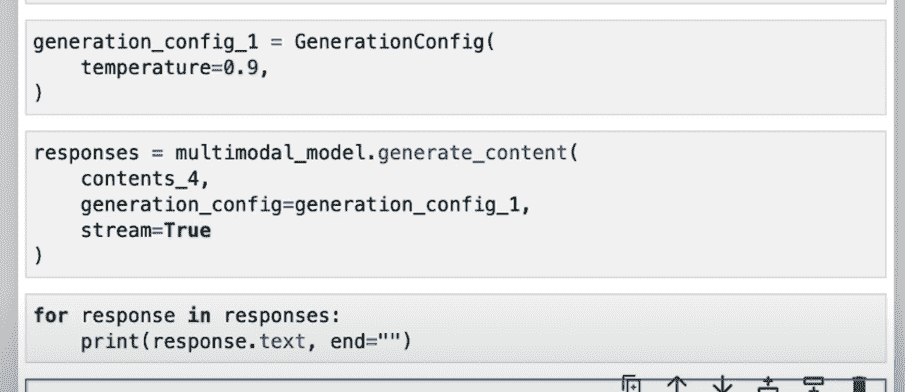 generation_config_1 = GenerationConfig(
    temperature=0.9,
)
responses = multimodal_model.generate_content(
    contents_4,
    generation_config=generation_config_1,
    stream=True
)
for response in responses:
    print(response.text, end="")